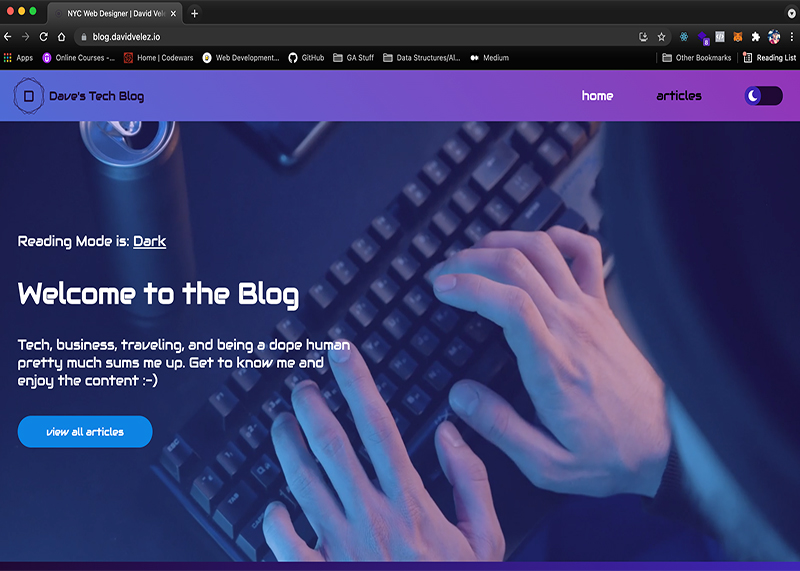 NYC Web Designer | David Vele
blog.davidvelez.io
Apps
Online Courses -...
Home | Codewars
Web Development...
GitHub
GA Stuff
Data Structures/Al...
Medium
Other Bookmarks
Reading List
Dave's Tech Blog
home
articles
Reading Mode is: Dark
Welcome to the Blog
Tech, business, traveling, and being a dope human
pretty much sums me up. Get to know me and
enjoy the content :-)
view all articles